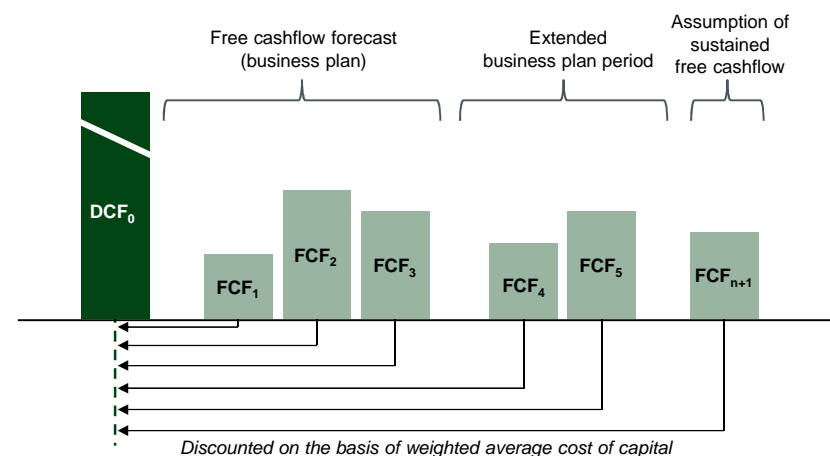 Free cashflow forecast
(business plan)
Extended
business plan period
Assumption of
sustained
free cashflow
DCF₀
FCF₁
FCF₂
FCF₃
FCF₄
FCF₅
FCFₙ₊₁
Discounted on the basis of weighted average cost of capital